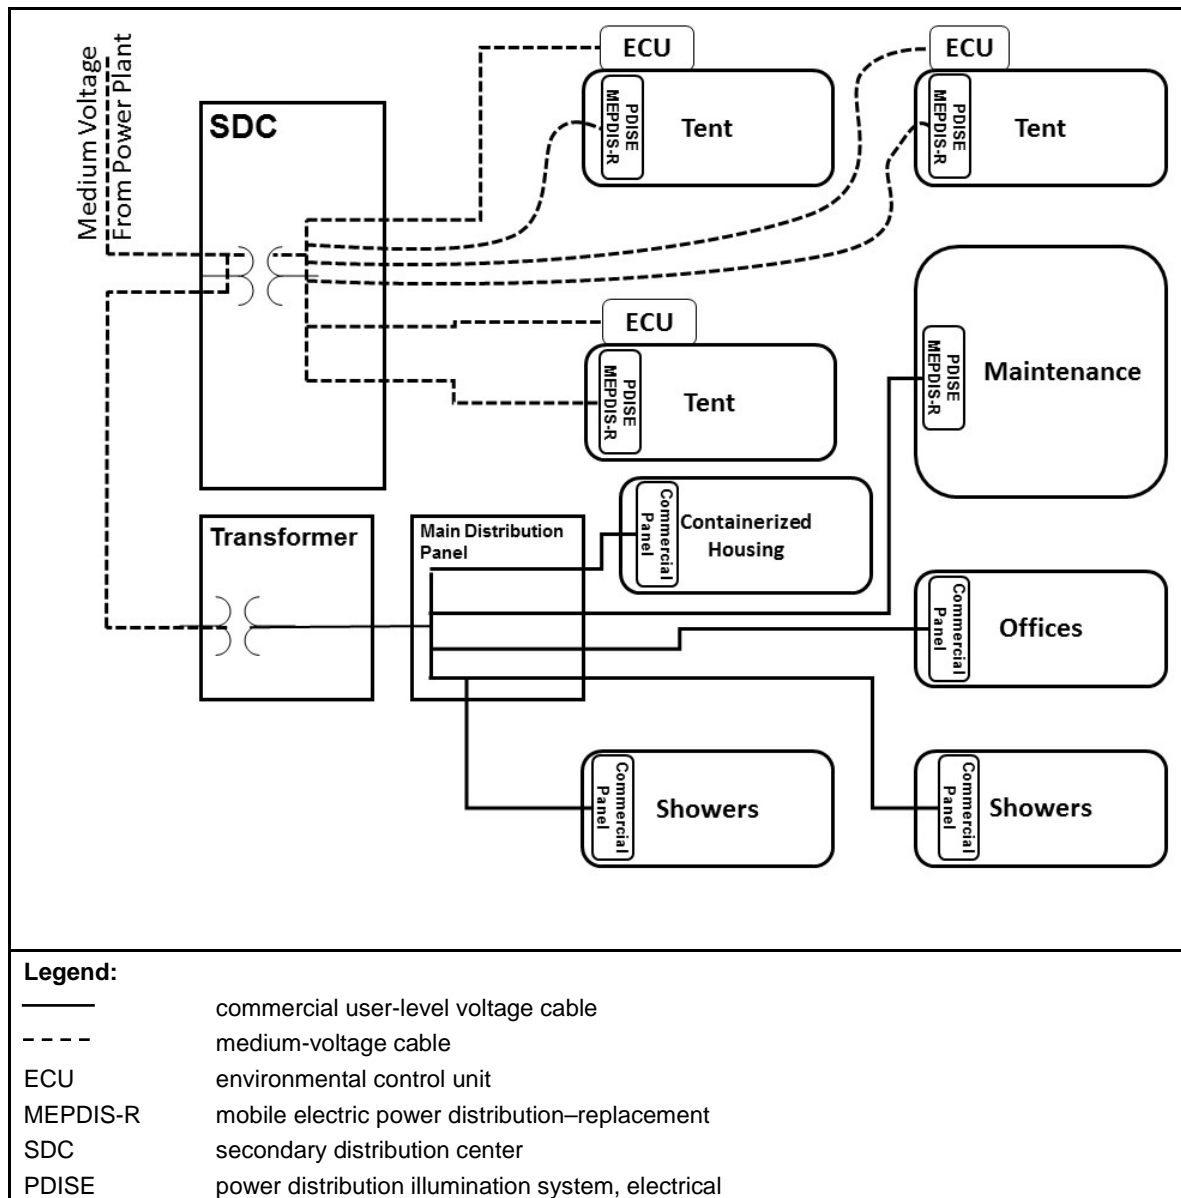 Medium Voltage
From Power Plant
SDC
ECU
PDISE
MEPDIS-R
Tent
ECU
PDISE
MEPDIS-R
Tent
ECU
PDISE
MEPDIS-R
Tent
PDISE
MEPDIS-R
Maintenance
Transformer
Main Distribution
Panel
Commercial
Panel
Containerized
Housing
Commercial
Panel
Offices
Commercial
Panel
Showers
Commercial
Panel
Showers
Legend:
commercial user-level voltage cable
medium-voltage cable
ECU environmental control unit
MEPDIS-R mobile electric power distribution–replacement
SDC secondary distribution center
PDISE power distribution illumination system, electrical